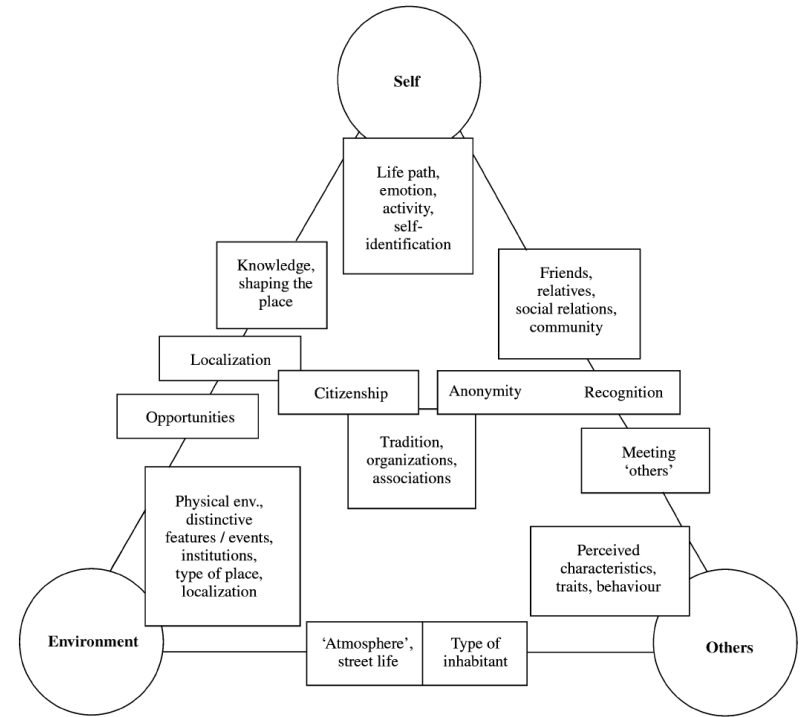 Self
Life path,
emotion,
activity,
self-
identification
Knowledge,
shaping the
place
Friends,
relatives,
social relations,
community
Localization
Citizenship
Anonymity
Recognition
Opportunities
Tradition,
organizations,
associations
Meeting
‘others’
Physical env.,
distinctive
features / events,
institutions,
type of place,
localization
Perceived
characteristics,
traits, behaviour
Environment
‘Atmosphere’,
street life
Type of
inhabitant
Others